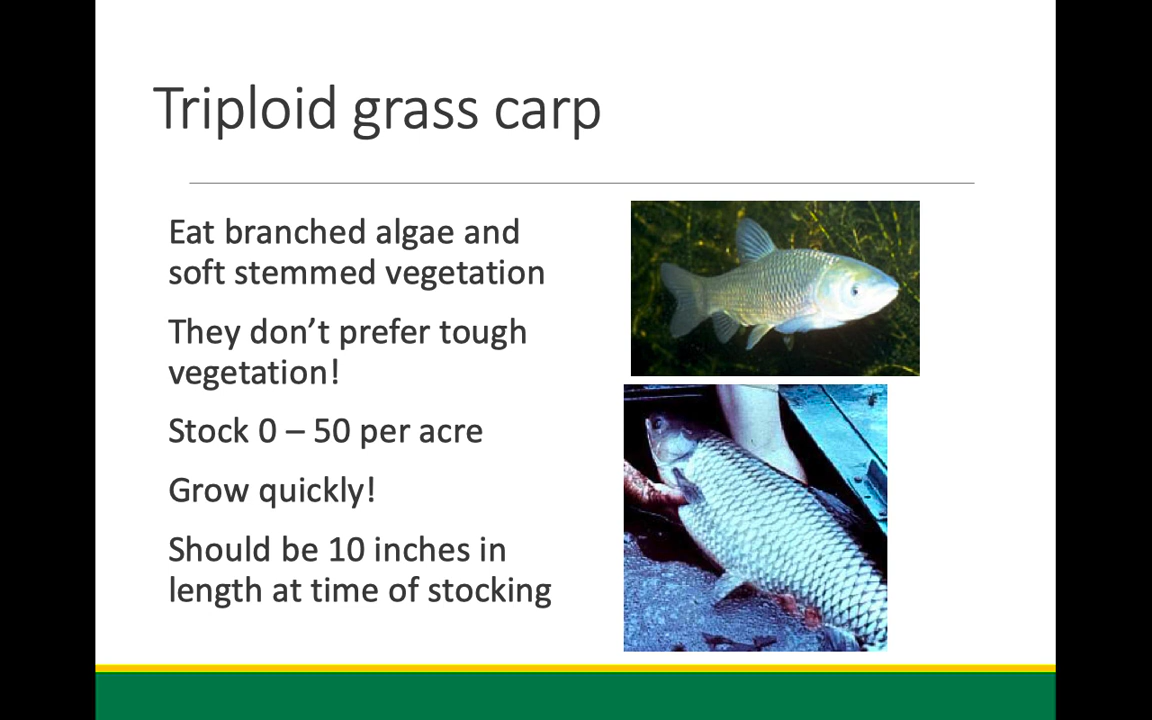 Triploid grass carp
Eat branched algae and
soft stemmed vegetation
They don’t prefer tough
vegetation!
Stock 0 – 50 per acre
Grow quickly!
Should be 10 inches in
length at time of stocking